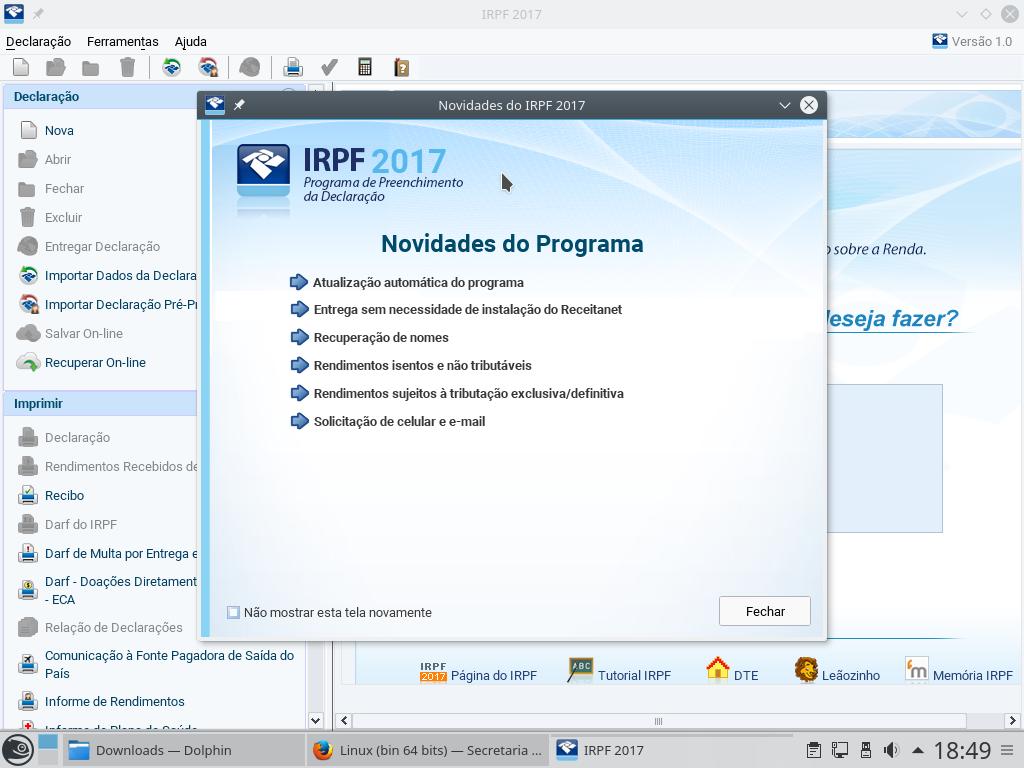 IRPF 2017
Declaração Ferramentas Ajuda Versão 1.0
Declaração
Nova
Abrir
Fechar
Excluir
Entregar Declaração
Importar Dados da Declara
Importar Declaração Pré-P
Salvar On-line
Recuperar On-line
Imprimir
Declaração
Rendimentos Recebidos de
Recibo
Darf do IRPF
Darf de Multa por Entrega e
Darf - Doações Diretament
- ECA
Relação de Declarações
Comunicação à Fonte Pagadora de Saída do
País
Informe de Rendimentos
Novidades do IRPF 2017
IRPF 2017
Programa de Preenchimento
da Declaração
Novidades do Programa
Atualização automática do programa
Entrega sem necessidade de instalação do Receitanet
Recuperação de nomes
Rendimentos isentos e não tributáveis
Rendimentos sujeitos à tributação exclusiva/definitiva
Solicitação de celular e e-mail
Não mostrar esta tela novamente
Fechar
sobre a Renda.
deseja fazer?
IRPF
2017
Página do IRPF
ABC
Tutorial IRPF
DTE
Leãozinho
m
Memória IRPF
Downloads — Dolphin
Linux (bin 64 bits) — Secretaria ...
IRPF 2017
18:49